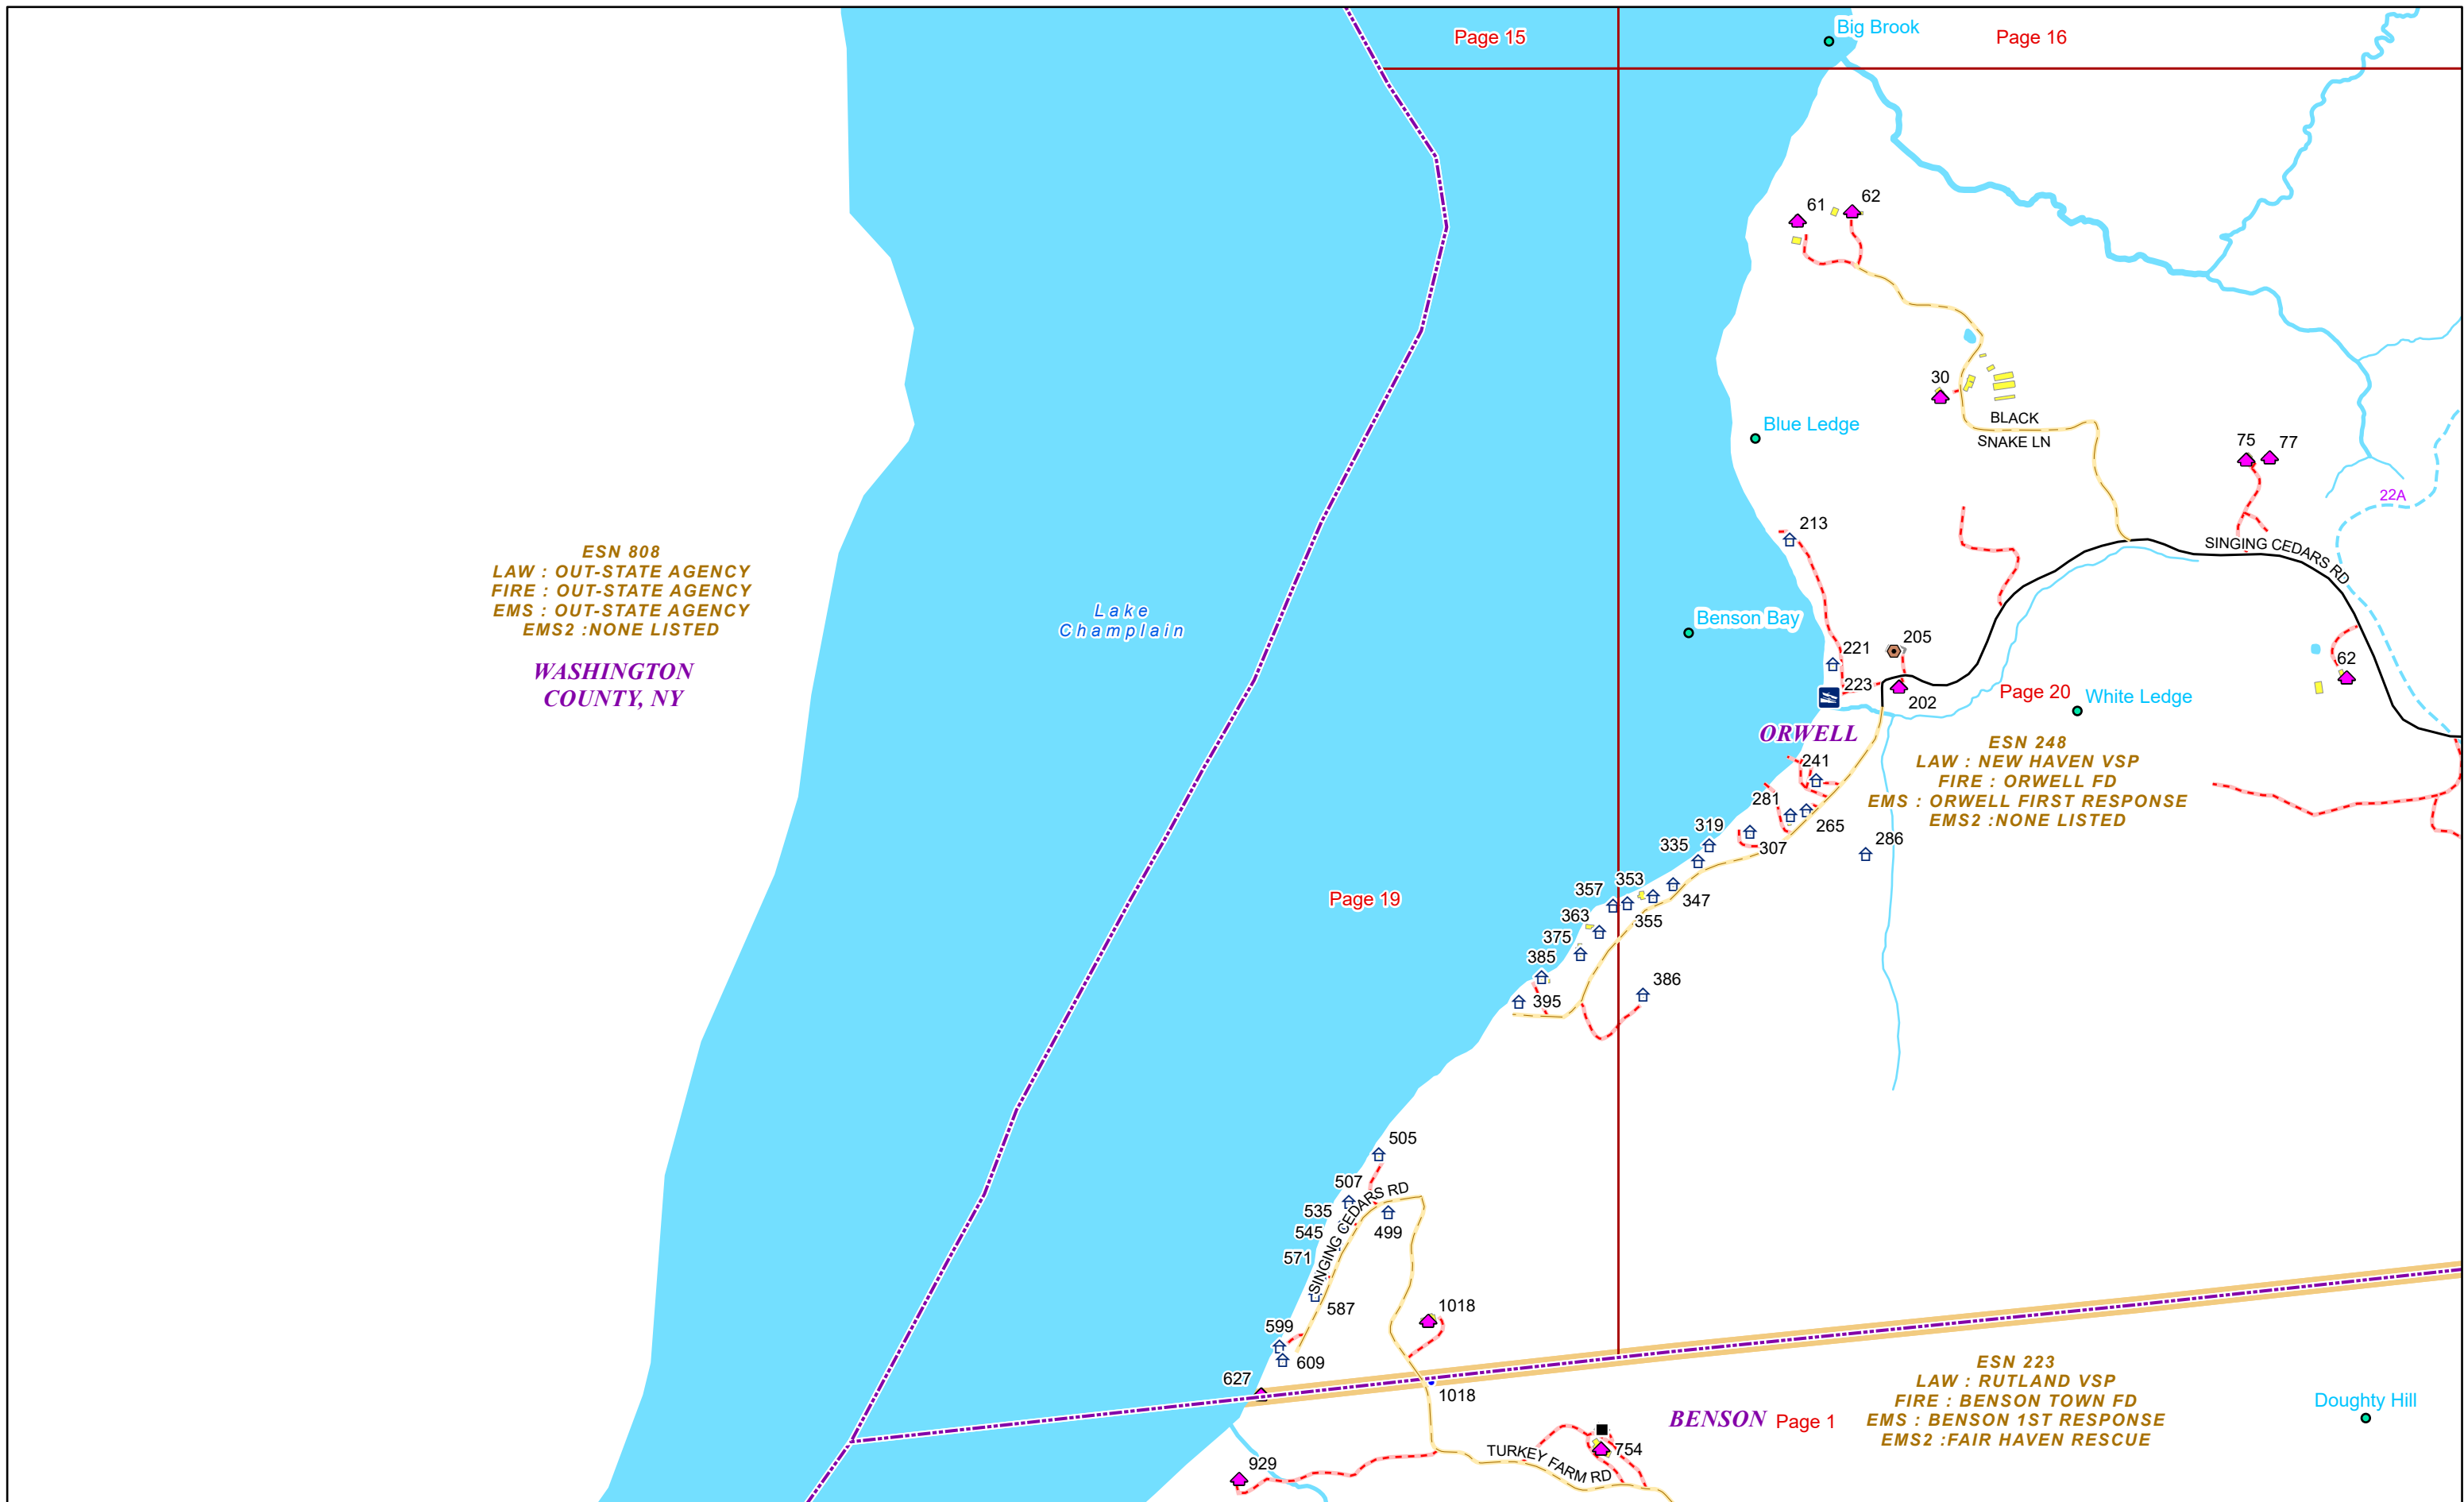 Page 15
Big Brook
Page 16
61
62
30
BLACK
SNAKE LN
Blue Ledge
75
77
22A
213
SINGING CEDARS RD
ESN 808
LAW : OUT-STATE AGENCY
FIRE : OUT-STATE AGENCY
EMS : OUT-STATE AGENCY
EMS2 :NONE LISTED
WASHINGTON
COUNTY, NY
Lake
Champlain
Benson Bay
221
205
223
202
62
Page 20
White Ledge
ORWELL
ESN 248
LAW : NEW HAVEN VSP
FIRE : ORWELL FD
EMS : ORWELL FIRST RESPONSE
EMS2 :NONE LISTED
241
281
265
319
307
286
335
353
357
347
Page 19
363
355
375
385
386
395
505
507
SINGING CEDARS RD
535
545
499
571
587
1018
599
609
627
1018
ESN 223
LAW : RUTLAND VSP
FIRE : BENSON TOWN FD
EMS : BENSON 1ST RESPONSE
EMS2 :FAIR HAVEN RESCUE
BENSON
Page 1
Doughty Hill
754
TURKEY FARM RD
929